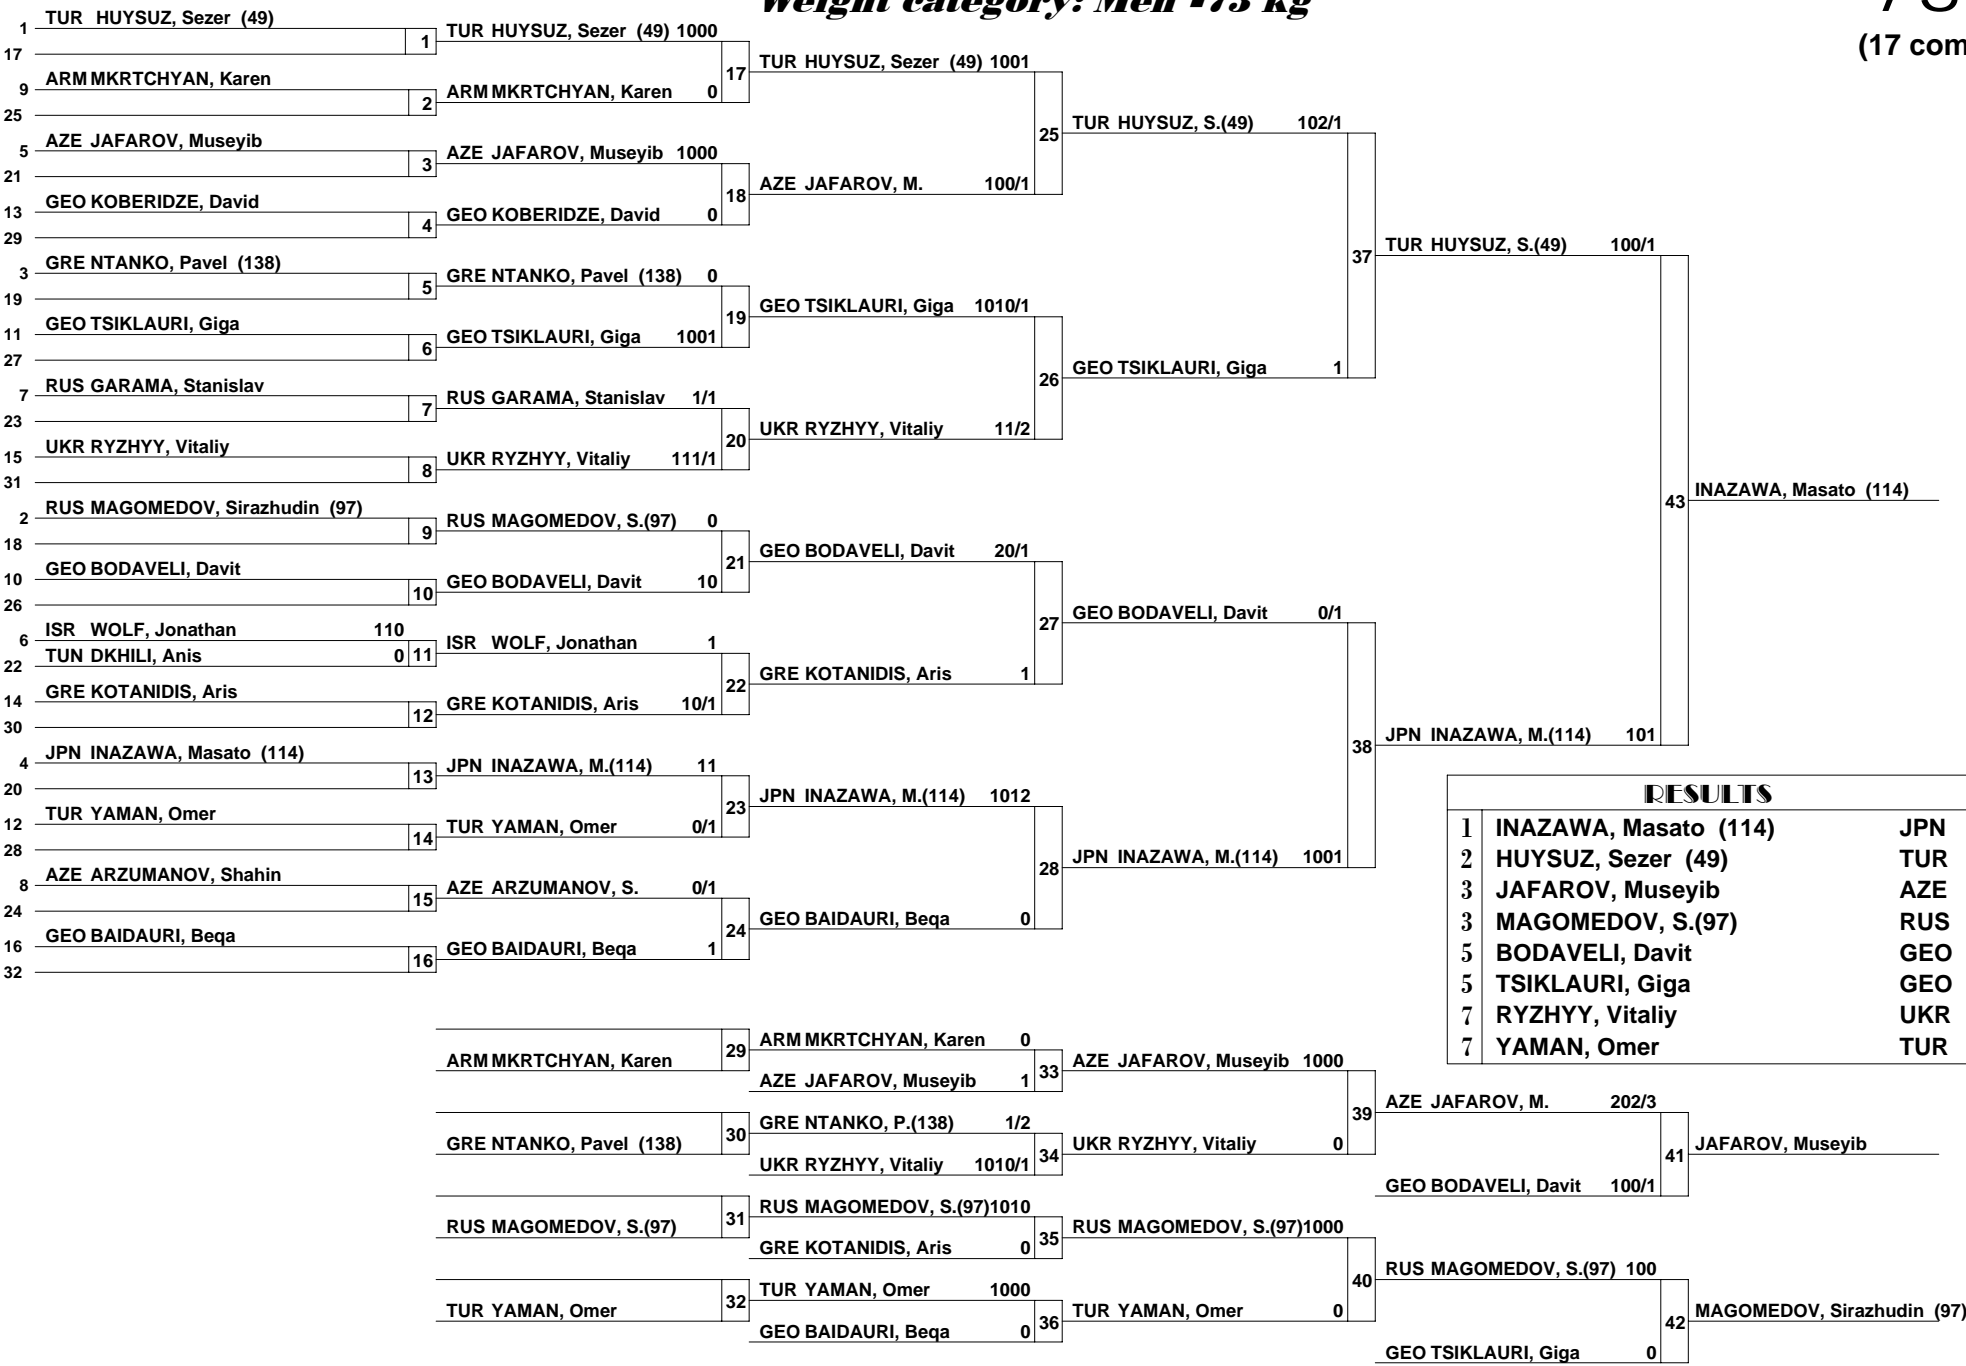 Weight category: Men -73 kg
(17 com
1 TUR HUYSUZ, Sezer (49)
17
1
9 ARM MKRTCHYAN, Karen
25
2
5 AZE JAFAROV, Museyib
21
3
13 GEO KOBERIDZE, David
29
4
3 GRE NTANKO, Pavel (138)
19
5
11 GEO TSIKLAURI, Giga
27
6
7 RUS GARAMA, Stanislav
23
7
15 UKR RYZHYY, Vitaliy
31
8
2 RUS MAGOMEDOV, Sirazhudin (97)
18
9
10 GEO BODAVELI, Davit
26
10
6 ISR WOLF, Jonathan 110
22 TUN DKHILI, Anis 0
11
14 GRE KOTANIDIS, Aris
30
12
4 JPN INAZAWA, Masato (114)
20
13
12 TUR YAMAN, Omer
28
14
8 AZE ARZUMANOV, Shahin
24
15
16 GEO BAIDAURI, Beqa
32
16
TUR HUYSUZ, Sezer (49) 1000
17
ARM MKRTCHYAN, Karen 0
AZE JAFAROV, Museyib 1000
18
GEO KOBERIDZE, David 0
GRE NTANKO, Pavel (138) 0
19
GEO TSIKLAURI, Giga 1001
RUS GARAMA, Stanislav 1/1
20
UKR RYZHYY, Vitaliy 111/1
RUS MAGOMEDOV, S.(97) 0
21
GEO BODAVELI, Davit 10
ISR WOLF, Jonathan 1
22
GRE KOTANIDIS, Aris 10/1
JPN INAZAWA, M.(114) 11
23
TUR YAMAN, Omer 0/1
AZE ARZUMANOV, S. 0/1
24
GEO BAIDAURI, Beqa 1
TUR HUYSUZ, Sezer (49) 1001
25
AZE JAFAROV, M. 100/1
GEO TSIKLAURI, Giga 1010/1
26
UKR RYZHYY, Vitaliy 11/2
GEO BODAVELI, Davit 20/1
27
GRE KOTANIDIS, Aris 1
JPN INAZAWA, M.(114) 1012
28
GEO BAIDAURI, Beqa 0
TUR HUYSUZ, S.(49) 102/1
37
GEO TSIKLAURI, Giga 1
GEO BODAVELI, Davit 0/1
38
JPN INAZAWA, M.(114) 1001
TUR HUYSUZ, S.(49) 100/1
43
JPN INAZAWA, M.(114) 101
INAZAWA, Masato (114)
RESULTS
1 INAZAWA, Masato (114) JPN
2 HUYSUZ, Sezer (49) TUR
3 JAFAROV, Museyib AZE
3 MAGOMEDOV, S.(97) RUS
5 BODAVELI, Davit GEO
5 TSIKLAURI, Giga GEO
7 RYZHYY, Vitaliy UKR
7 YAMAN, Omer TUR
ARM MKRTCHYAN, Karen
29
GRE NTANKO, Pavel (138)
30
RUS MAGOMEDOV, S.(97)
31
TUR YAMAN, Omer
32
ARM MKRTCHYAN, Karen 0
33
AZE JAFAROV, Museyib 1
GRE NTANKO, P.(138) 1/2
34
UKR RYZHYY, Vitaliy 1010/1
RUS MAGOMEDOV, S.(97)1010
35
GRE KOTANIDIS, Aris 0
TUR YAMAN, Omer 1000
36
GEO BAIDAURI, Beqa 0
AZE JAFAROV, Museyib 1000
39
UKR RYZHYY, Vitaliy 0
RUS MAGOMEDOV, S.(97)1000
40
TUR YAMAN, Omer 0
AZE JAFAROV, M. 202/3
41
GEO BODAVELI, Davit 100/1
RUS MAGOMEDOV, S.(97) 100
42
GEO TSIKLAURI, Giga 0
JAFAROV, Museyib
MAGOMEDOV, Sirazhudin (97)